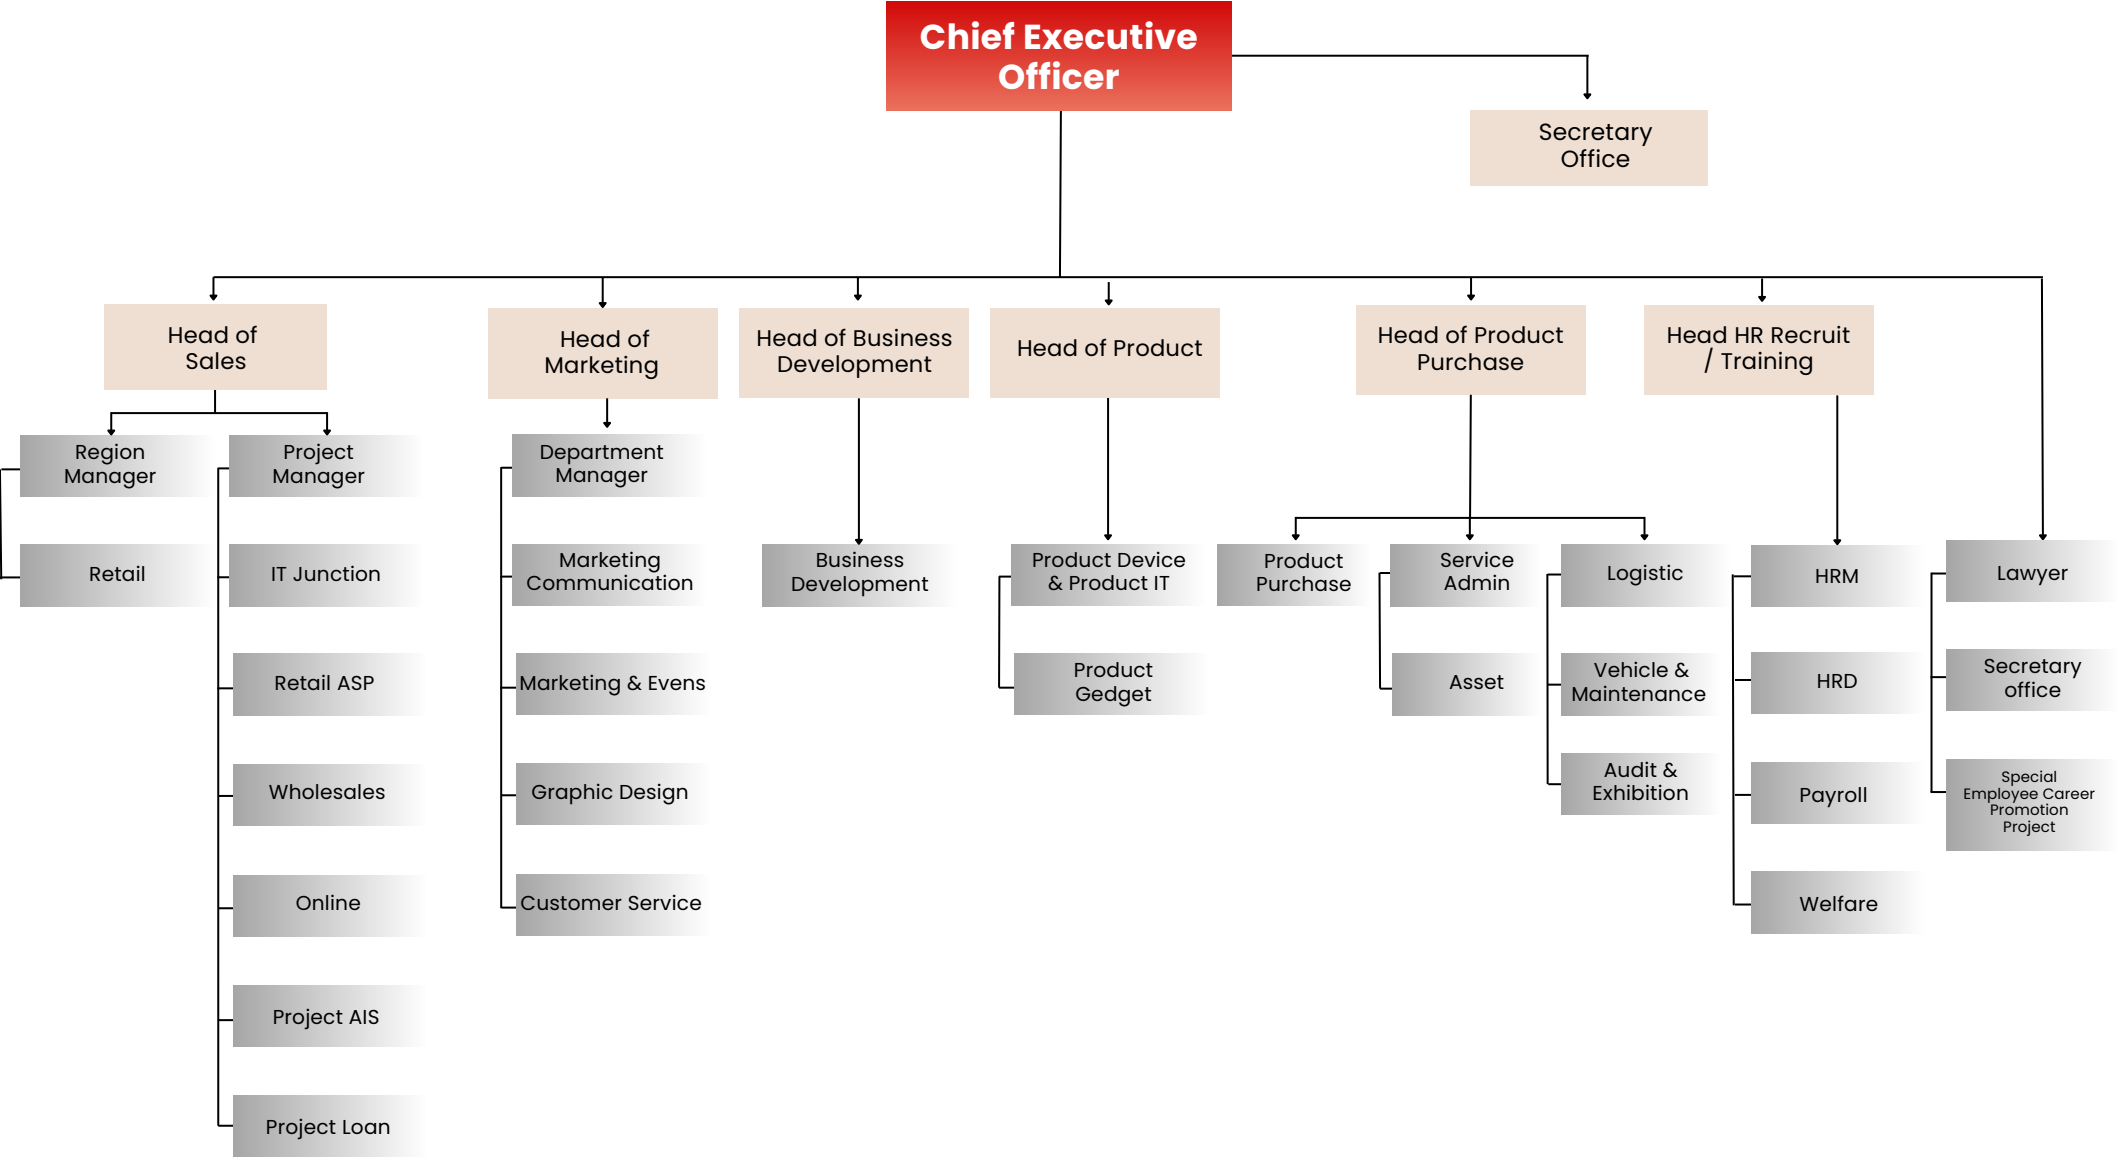 Chief Executive
Officer
Secretary
Office
Head of
Sales
Head of
Marketing
Head of Business
Development
Head of Product
Head of Product
Purchase
Head HR Recruit
/ Training
Region
Manager
Project
Manager
Department
Manager
Retail
IT Junction
Marketing
Communication
Business
Development
Product Device
& Product IT
Product
Purchase
Service
Admin
Logistic
HRM
Lawyer
Retail ASP
Marketing & Evens
Product
Gedget
Asset
Vehicle &
Maintenance
HRD
Secretary
office
Wholesales
Graphic Design
Audit &
Exhibition
Payroll
Special
Employee Career
Promotion
Project
Online
Customer Service
Welfare
Project AIS
Project Loan